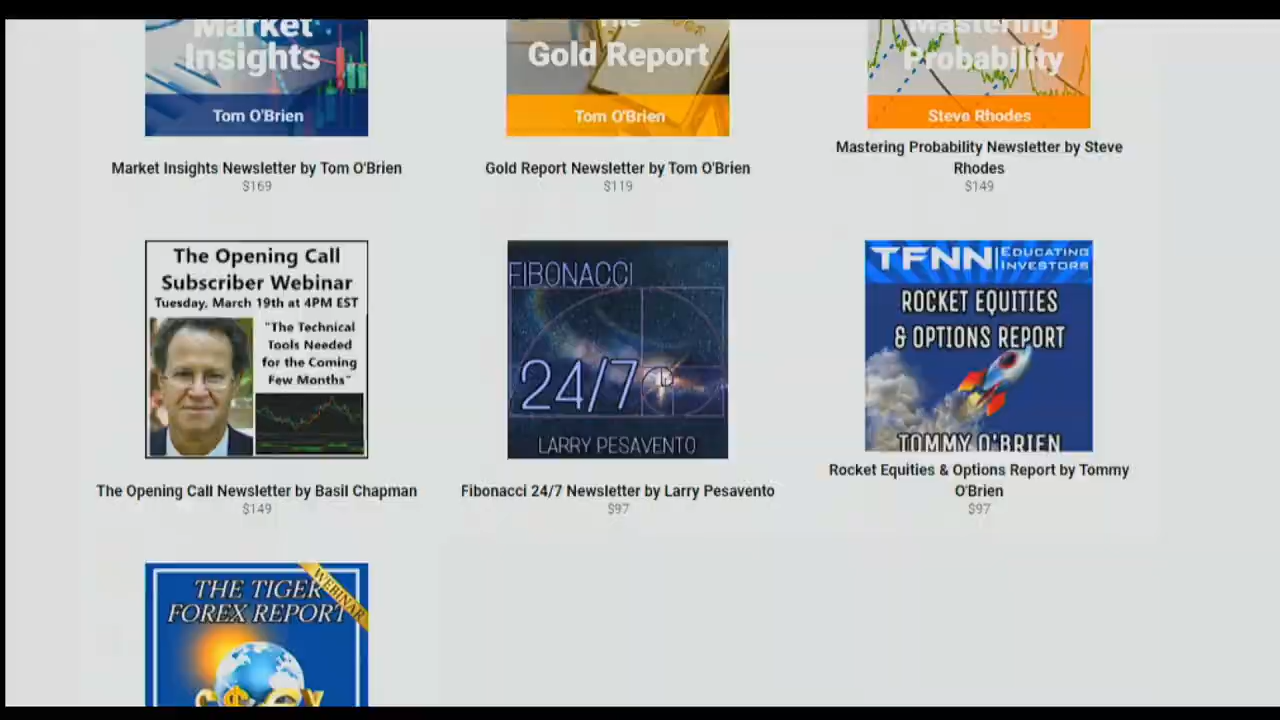 Market
Insights
Tom O'Brien
Market Insights Newsletter by Tom O'Brien
$169
The
Gold Report
Tom O'Brien
Gold Report Newsletter by Tom O'Brien
$119
Mastering
Probability
Steve Rhodes
Mastering Probability Newsletter by Steve
Rhodes
$149
The Opening Call
Subscriber Webinar
Tuesday, March 19th at 4PM EST
"The Technical
Tools Needed
for the Coming
Few Months"
The Opening Call Newsletter by Basil Chapman
$149
FIBONACCI
24/7
LARRY PESAVENTO
Fibonacci 24/7 Newsletter by Larry Pesavento
$97
TFNN EDUCATING
INVESTORS
ROCKET EQUITIES
& OPTIONS REPORT
TOMMY O'BRIEN
Rocket Equities & Options Report by Tommy
O'Brien
$97
THE TIGER
FOREX REPORT
WEBINAR